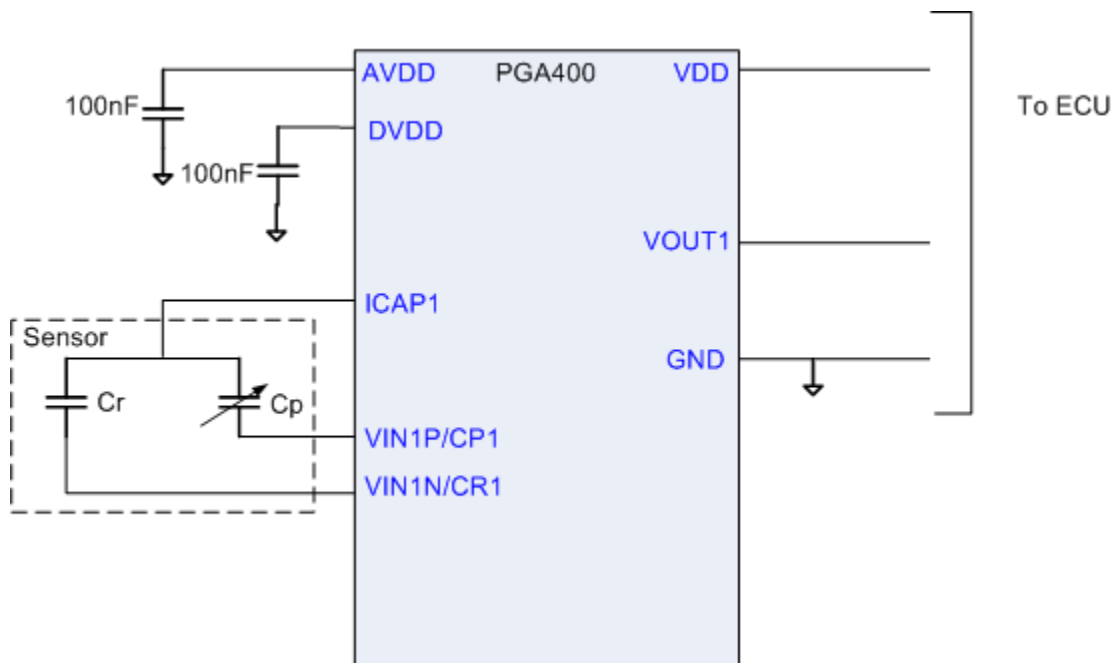 AVDD
PGA400
VDD
100nF
To ECU
DVDD
100nF
VOUT1
ICAP1
Sensor
GND
Cr
Cp
VIN1P/CP1
VIN1N/CR1